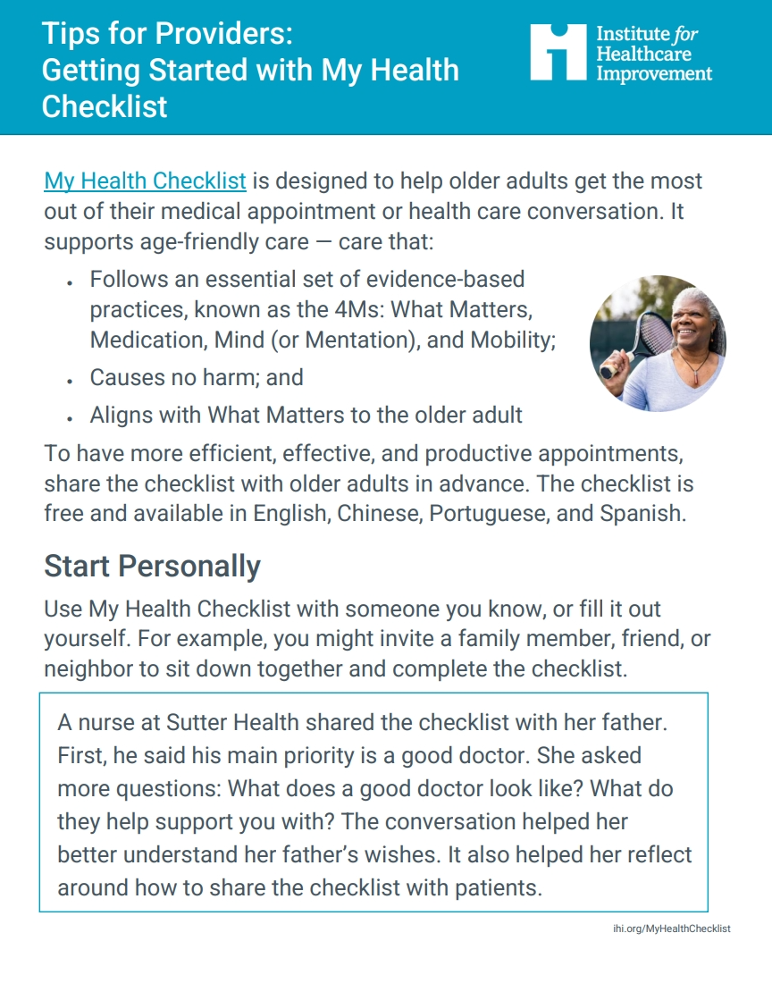 Tips for Providers:
Getting Started with My Health
Checklist
Institute for
Healthcare
Improvement
My Health Checklist is designed to help older adults get the most
out of their medical appointment or health care conversation. It
supports age-friendly care — care that:
• Follows an essential set of evidence-based
practices, known as the 4Ms: What Matters,
Medication, Mind (or Mentation), and Mobility;
• Causes no harm; and
• Aligns with What Matters to the older adult
To have more efficient, effective, and productive appointments,
share the checklist with older adults in advance. The checklist is
free and available in English, Chinese, Portuguese, and Spanish.
Start Personally
Use My Health Checklist with someone you know, or fill it out
yourself. For example, you might invite a family member, friend, or
neighbor to sit down together and complete the checklist.
A nurse at Sutter Health shared the checklist with her father.
First, he said his main priority is a good doctor. She asked
more questions: What does a good doctor look like? What do
they help support you with? The conversation helped her
better understand her father’s wishes. It also helped her reflect
around how to share the checklist with patients.
ihi.org/MyHealthChecklist